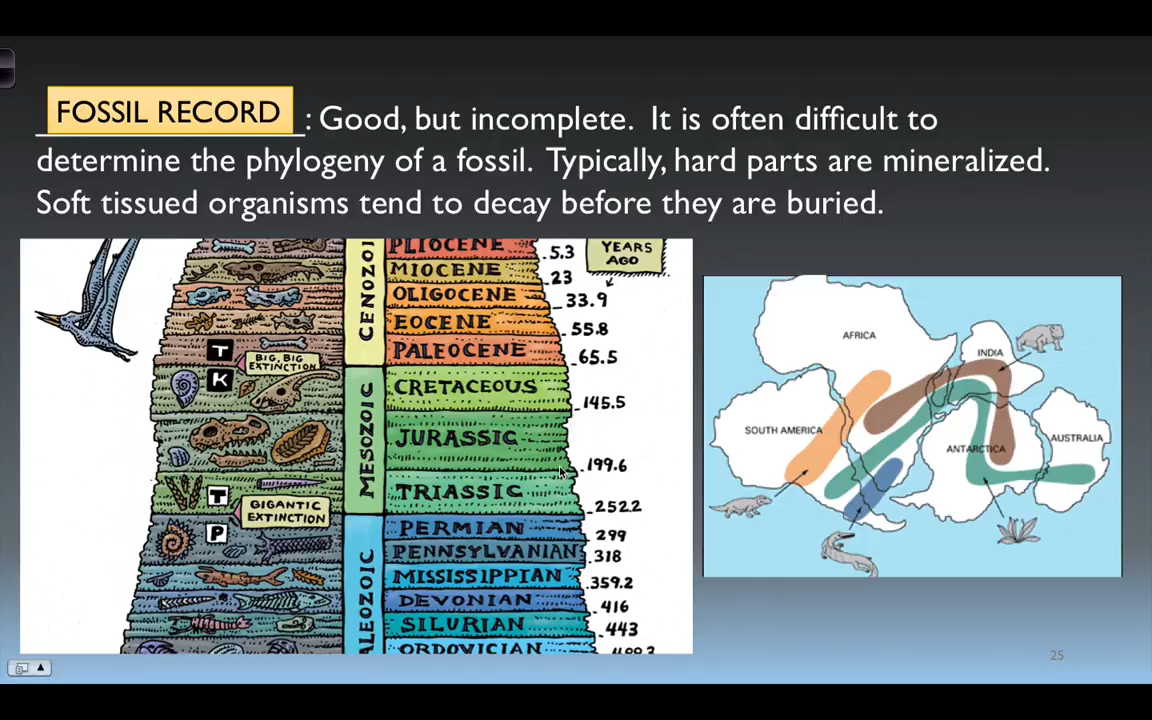 FOSSIL RECORD: Good, but incomplete. It is often difficult to
determine the phylogeny of a fossil. Typically, hard parts are mineralized.
Soft tissued organisms tend to decay before they are buried.
CENOZOI
PLIOCENE
5.3
YEARS
AGO
MIOCENE
23
OLIGOCENE
33.9
EOCENE
55.8
PALEOCENE
65.5
T
BIG, BIG
EXTINCTION
K
MESOZOIC
CRETACEOUS
145.5
JURASSIC
199.6
TRIASSIC
252.2
T
GIGANTIC
EXTINCTION
P
ALEOZOIC
PERMIAN
299
PENNSYLVANIAN
318
MISSISSIPPIAN
359.2
DEVONIAN
416
SILURIAN
443
ORDOVICIAN
AFRICA
INDIA
SOUTH AMERICA
ANTARCTICA
AUSTRALIA
25